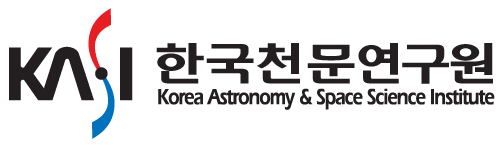 KASI
한국천문연구원
Korea Astronomy & Space Science Institute